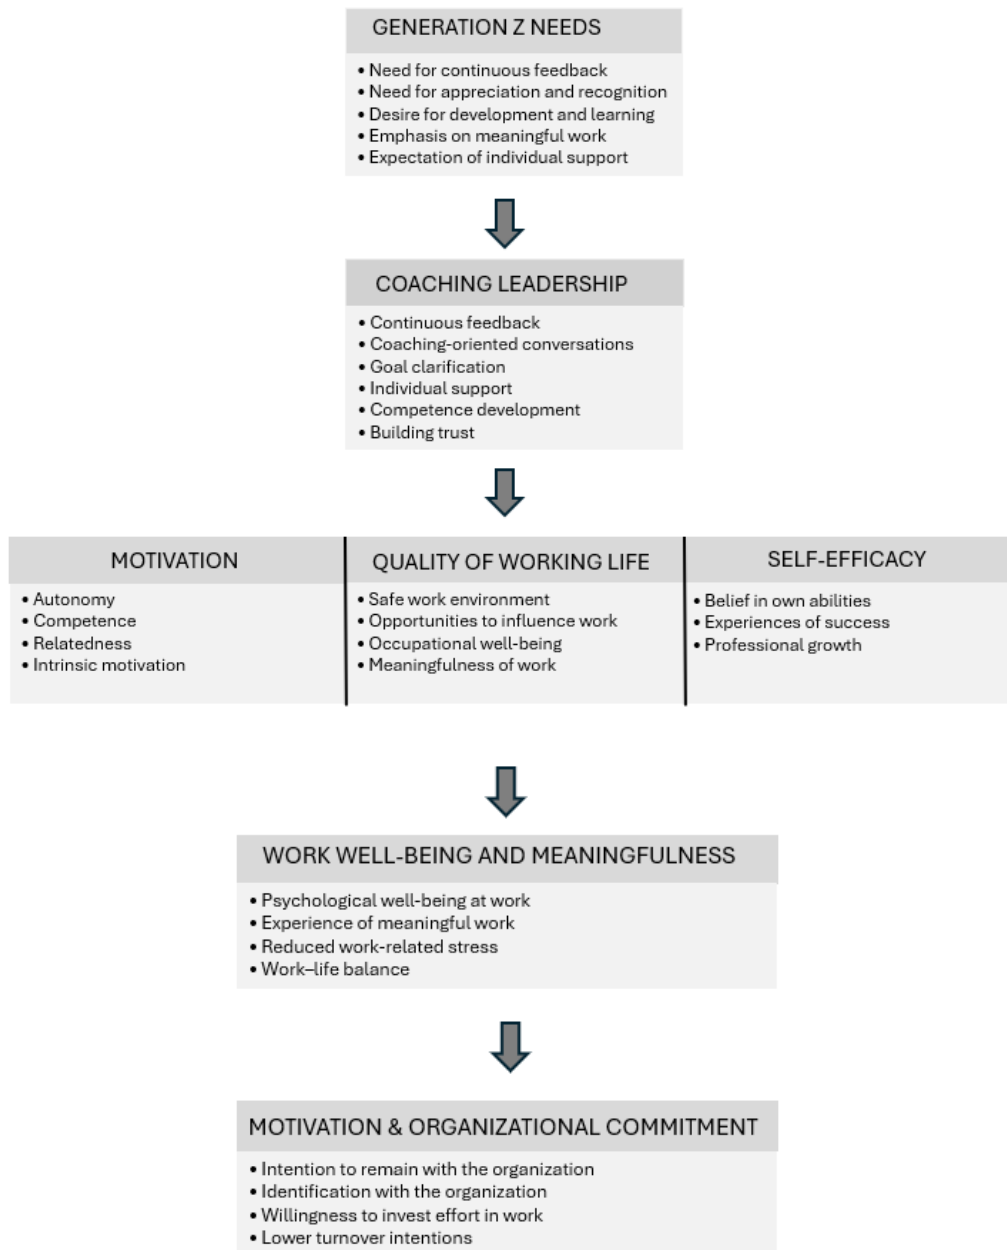 GENERATION Z NEEDS
• Need for continuous feedback
• Need for appreciation and recognition
• Desire for development and learning
• Emphasis on meaningful work
• Expectation of individual support
COACHING LEADERSHIP
• Continuous feedback
• Coaching-oriented conversations
• Goal clarification
• Individual support
• Competence development
• Building trust
MOTIVATION
• Autonomy
• Competence
• Relatedness
• Intrinsic motivation
QUALITY OF WORKING LIFE
• Safe work environment
• Opportunities to influence work
• Occupational well-being
• Meaningfulness of work
SELF-EFFICACY
• Belief in own abilities
• Experiences of success
• Professional growth
WORK WELL-BEING AND MEANINGFULNESS
• Psychological well-being at work
• Experience of meaningful work
• Reduced work-related stress
• Work–life balance
MOTIVATION & ORGANIZATIONAL COMMITMENT
• Intention to remain with the organization
• Identification with the organization
• Willingness to invest effort in work
• Lower turnover intentions